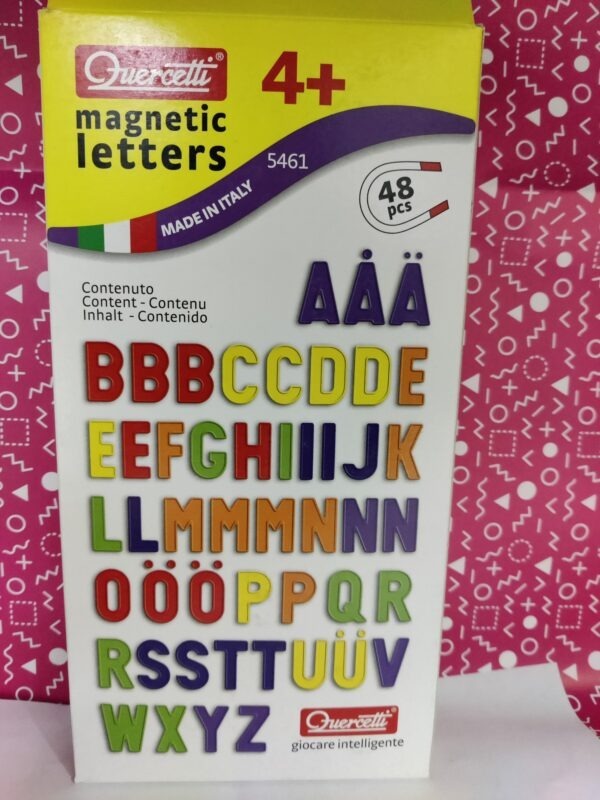 Quercetti®
4+
magnetic
letters
5461
48
pcs
MADE IN ITALY
Contenuto
Content - Contenu
Inhalt - Contenido
AÅÄ
BBBCCDDE
EEFGHIIIJK
LLMMMNNN
OÖÖPPQR
RSSTTUÜV
WXYZ
Quercetti®
giocare intelligente